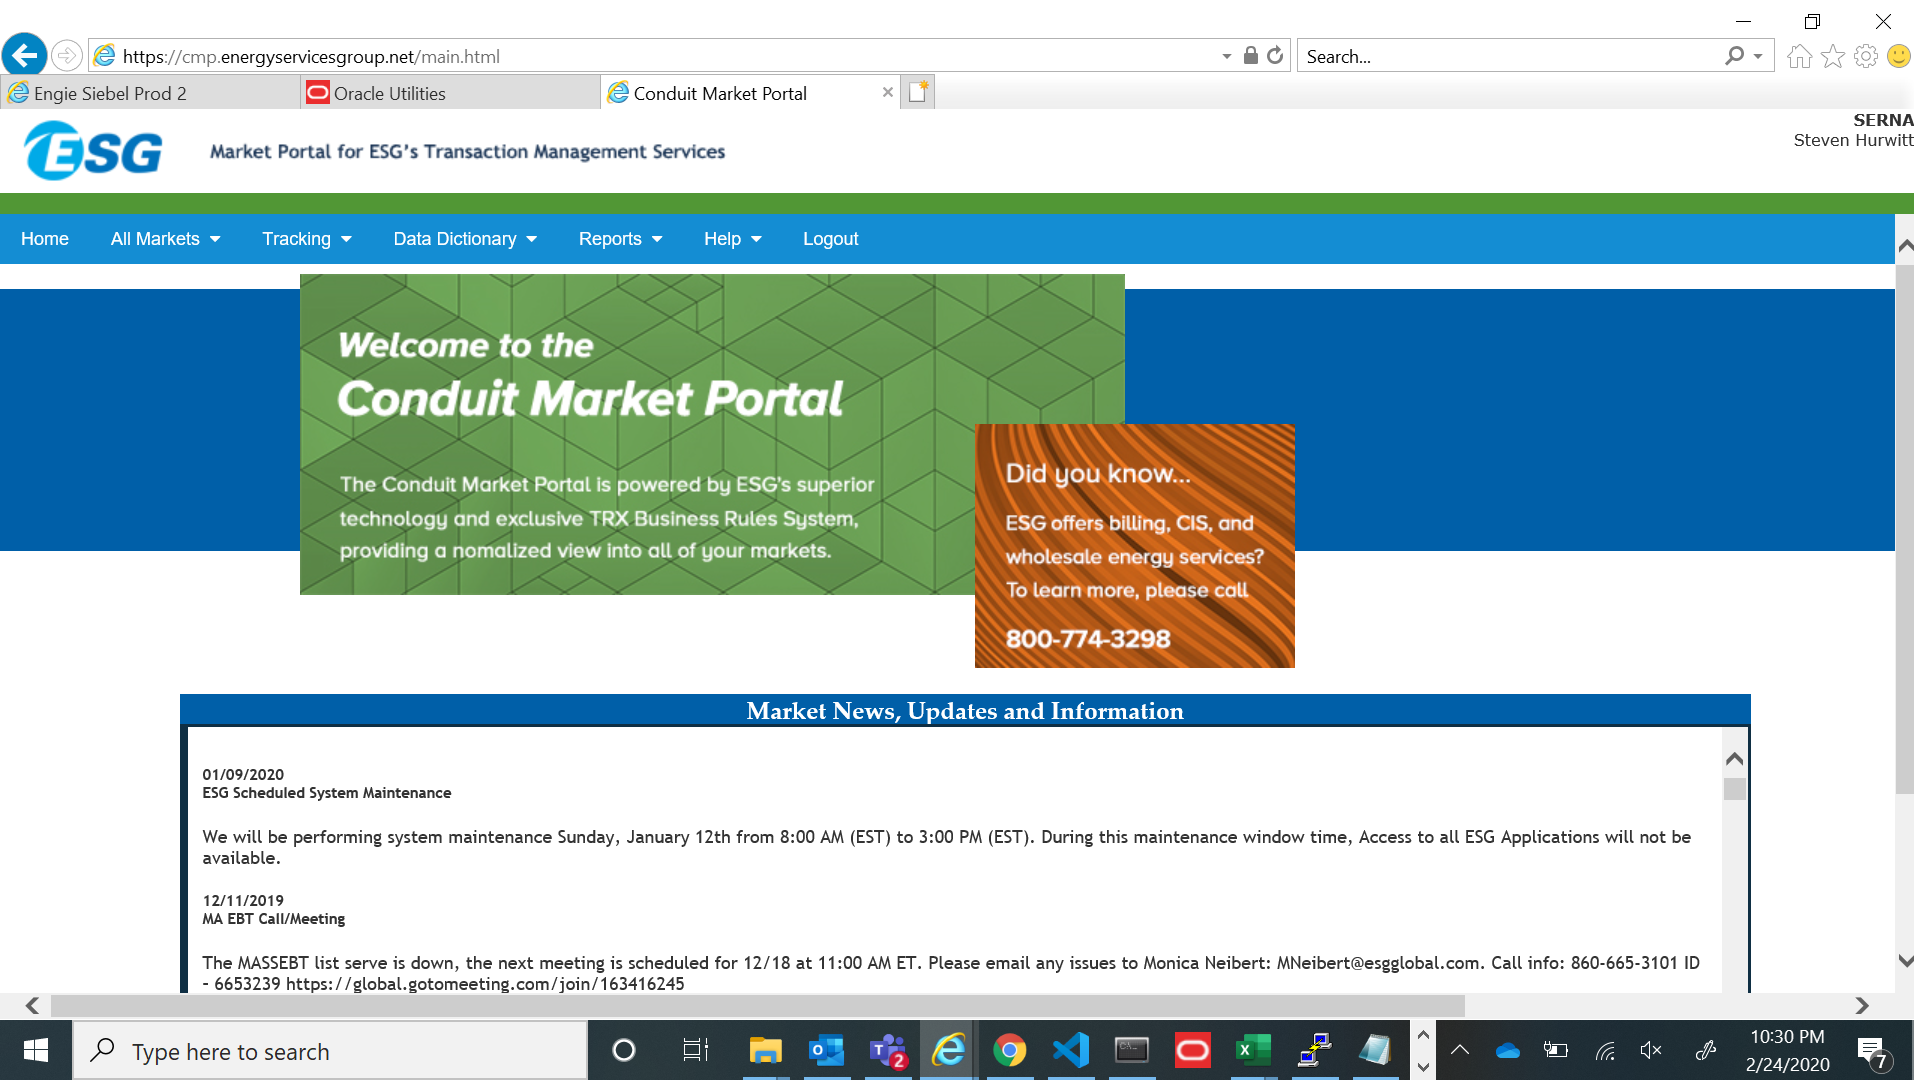 https://cmp.energyservicesgroup.net/main.html
Search...
Engie Siebel Prod 2
Oracle Utilities
Conduit Market Portal
ESG
Market Portal for ESG's Transaction Management Services
SERNA
Steven Hurwitt
Home
All Markets
Tracking
Data Dictionary
Reports
Help
Logout
Welcome to the
Conduit Market Portal
The Conduit Market Portal is powered by ESG's superior
technology and exclusive TRX Business Rules System,
providing a nomalized view into all of your markets.
Did you know...
ESG offers billing, CIS, and
wholesale energy services?
To learn more, please call
800-774-3298
Market News, Updates and Information
01/09/2020
ESG Scheduled System Maintenance
We will be performing system maintenance Sunday, January 12th from 8:00 AM (EST) to 3:00 PM (EST). During this maintenance window time, Access to all ESG Applications will not be
available.
12/11/2019
MA EBT Call/Meeting
The MASSEBT list serve is down, the next meeting is scheduled for 12/18 at 11:00 AM ET. Please email any issues to Monica Neibert: MNeibert@esgglobal.com. Call info: 860-665-3101 ID
- 6653239 https://global.gotomeeting.com/join/163416245
Type here to search
2
10:30 PM
2/24/2020
7